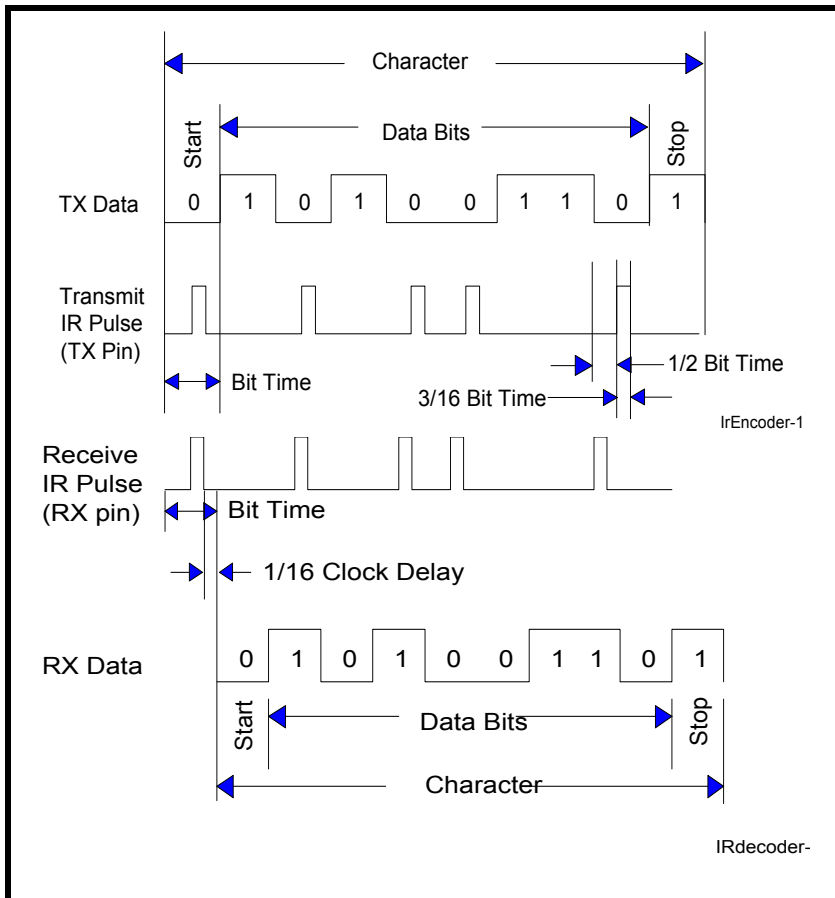 Character
Start
Data Bits
Stop
TX Data
0 1 0 1 0 0 1 1 0 1
Transmit
IR Pulse
(TX Pin)
Bit Time
1/2 Bit Time
3/16 Bit Time
IrEncoder-1
Receive
IR Pulse
(RX pin)
Bit Time
1/16 Clock Delay
RX Data
0 1 0 1 0 0 1 1 0 1
Start
Data Bits
Stop
Character
IRdecoder-